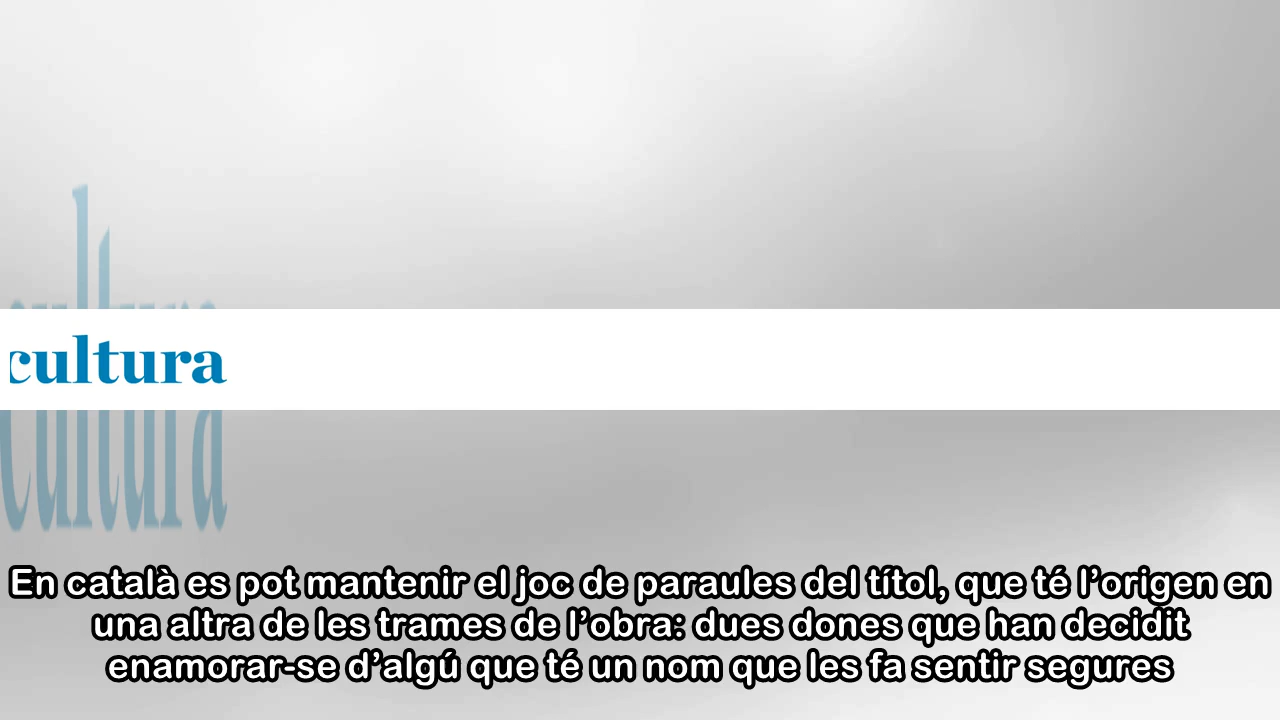 cultura
cultura
cultura
En català es pot mantenir el joc de paraules del títol, que té l’origen en
una altra de les trames de l’obra: dues dones que han decidit
enamorar-se d’algú que té un nom que les fa sentir segures